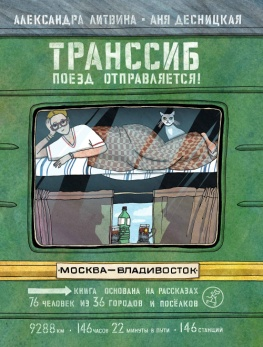 АЛЕКСАНДРА ЛИТВИНА • АНЯ ДЕСНИЦКАЯ
ТРАНССИБ
ПОЕЗД ОТПРАВЛЯЕТСЯ!
МОСКВА—ВЛАДИВОСТОК
КНИГА ОСНОВАНА НА РАССКАЗАХ
76 ЧЕЛОВЕК ИЗ 36 ГОРОДОВ И ПОСЁЛКОВ
9288 КМ • 146 ЧАСОВ 22 МИНУТЫ В ПУТИ • 146 СТАНЦИЙ